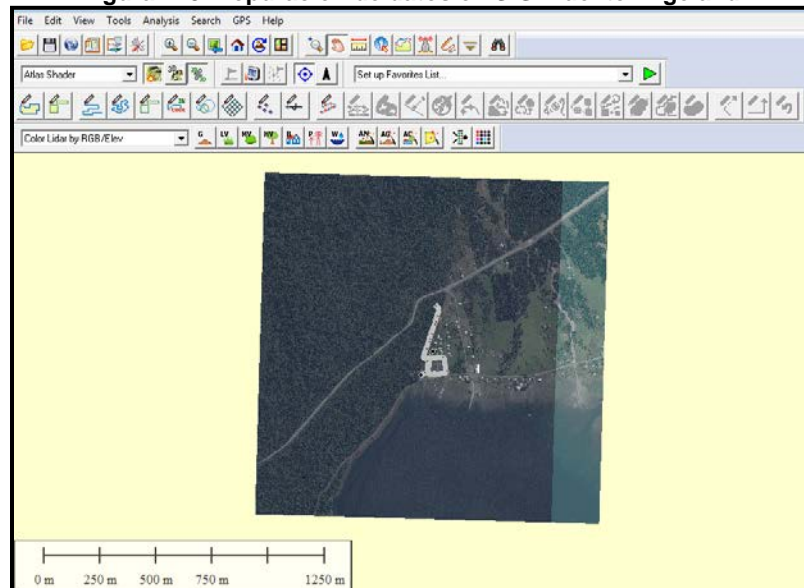 File Edit View Tools Analysis Search GPS Help
Atlas Shader
Set up Favorites List...
Color Lidar by RGB/Elev
0 m 250 m 500 m 750 m 1250 m